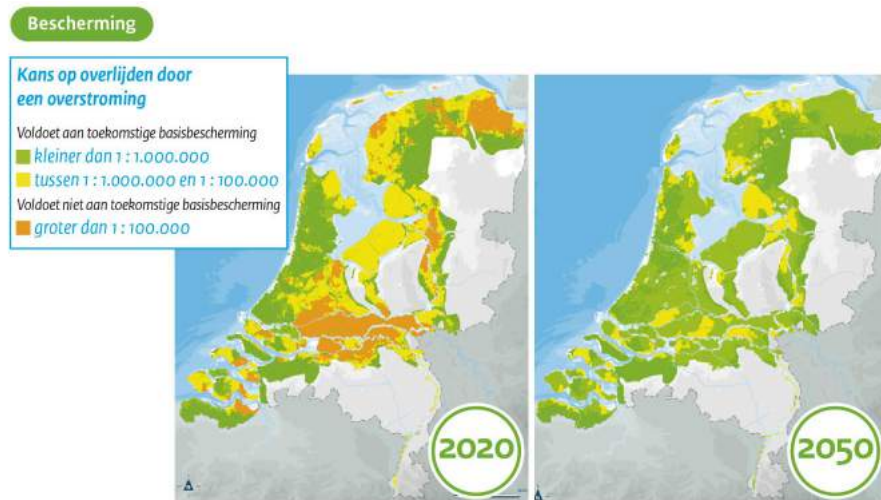 Bescherming
Kans op overlijden door
een overstroming
Voldoet aan toekomstige basisbescherming
kleiner dan 1 : 1.000.000
tussen 1 : 1.000.000 en 1 : 100.000
Voldoet niet aan toekomstige basisbescherming
groter dan 1 : 100.000
2020
2050